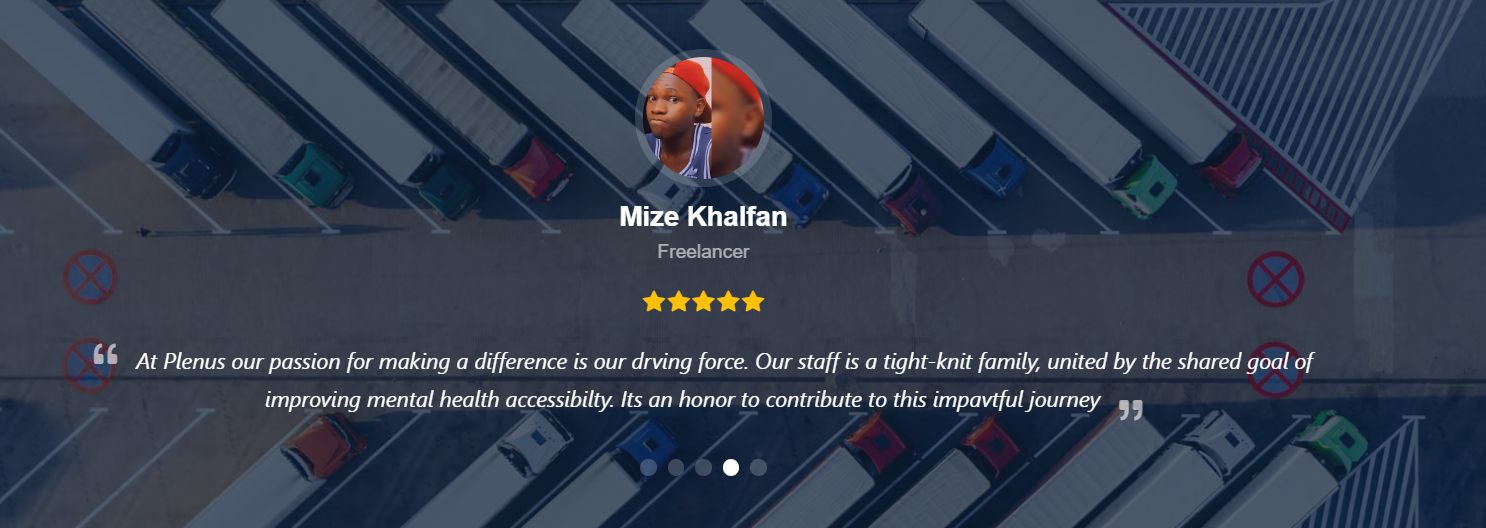 Mize Khalfan
Freelancer
“ At Plenus our passion for making a difference is our drving force. Our staff is a tight-knit family, united by the shared goal of
improving mental health accessibilty. Its an honor to contribute to this impavtful journey ”